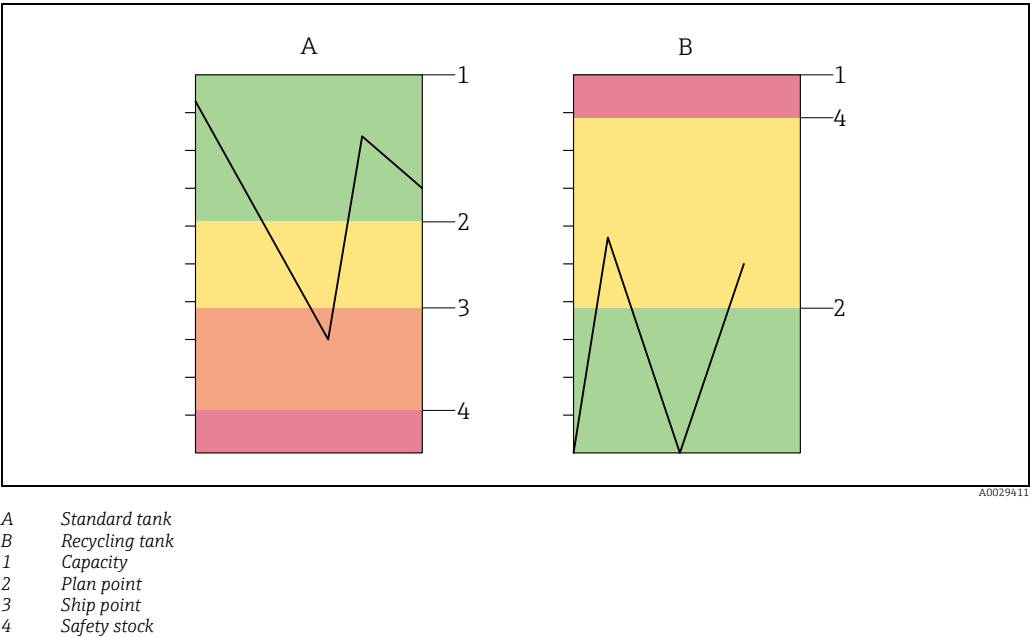 A B
1 1
4
2
3 2
4
A0029411
A Standard tank
B Recycling tank
1 Capacity
2 Plan point
3 Ship point
4 Safety stock